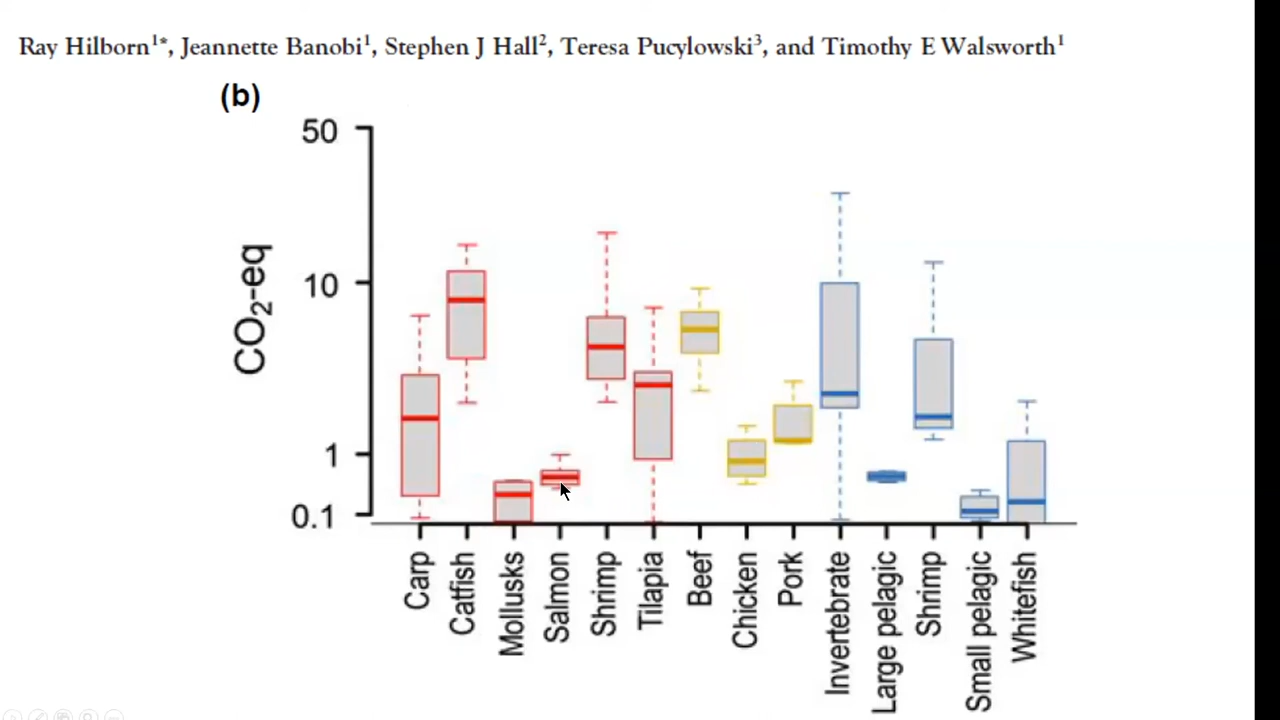 Ray Hilborn1*, Jeannette Banobi1, Stephen J Hall2, Teresa Pucylowski3, and Timothy E Walsworth1
(b)
CO2-eq
50
10
1
0.1
Carp
Catfish
Mollusks
Salmon
Shrimp
Tilapia
Beef
Chicken
Pork
Invertebrate
Large pelagic
Shrimp
Small pelagic
Whitefish